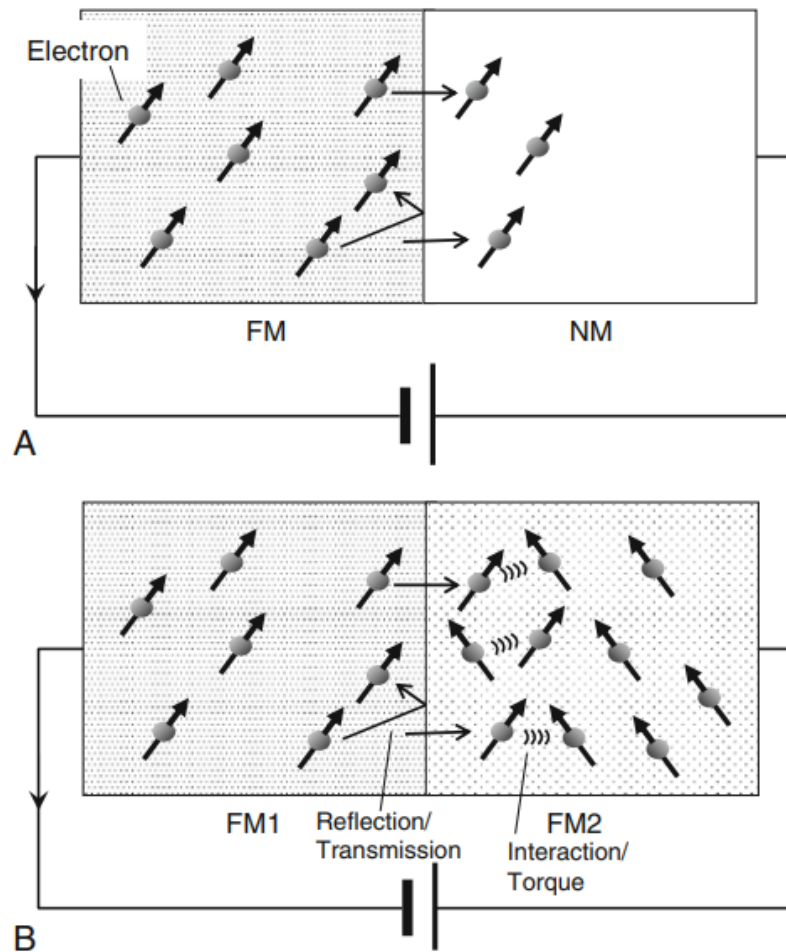 Electron
FM
NM
A
FM1
Reflection/
Transmission
FM2
Interaction/
Torque
B